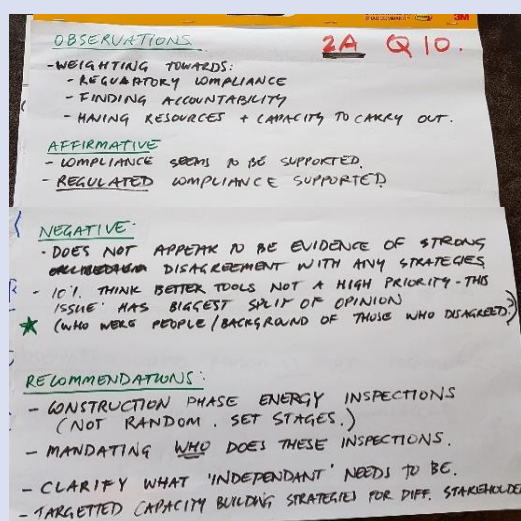 3M
2A Q10.
OBSERVATIONS
- WEIGHTING TOWARDS:
- REGULATORY COMPLIANCE
- FINDING ACCOUNTABILITY
- HAVING RESOURCES + CAPACITY TO CARRY OUT.
AFFIRMATIVE
- COMPLIANCE SEEMS TO BE SUPPORTED.
- REGULATED COMPLIANCE SUPPORTED
NEGATIVE:
- DOES NOT APPEAR TO BE EVIDENCE OF STRONG
DISAGREEMENT WITH ANY STRATEGIES
- 10% THINK BETTER TOOLS NOT A HIGH PRIORITY - THIS
ISSUE HAS BIGGEST SPLIT OF OPINION
★ (WHO WERE PEOPLE / BACKGROUND OF THOSE WHO DISAGREED?)
RECOMMENDATIONS:
- CONSTRUCTION PHASE ENERGY INSPECTIONS
(NOT RANDOM. SET STAGES.)
- MANDATING WHO DOES THESE INSPECTIONS.
- CLARIFY WHAT 'INDEPENDANT' NEEDS TO BE.
- TARGETTED CAPACITY BUILDING STRATEGIES FOR DIFF. STAKEHOLDE